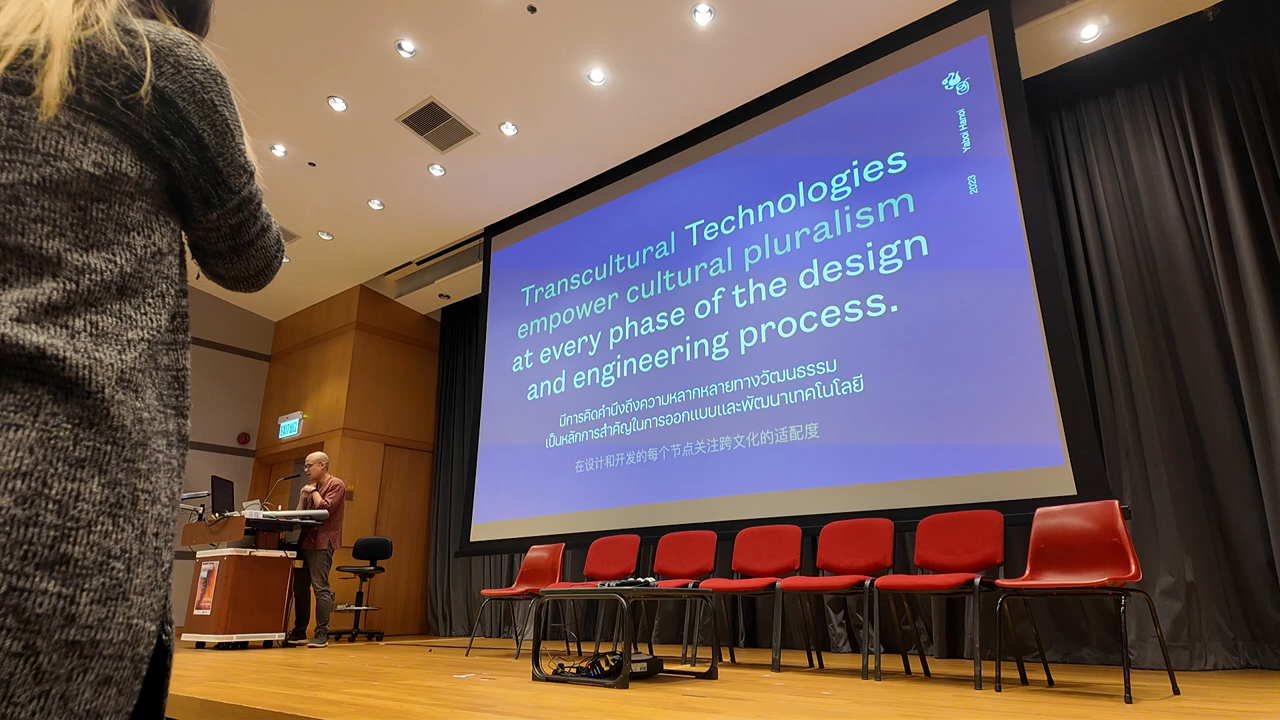 Transcultural Technologies
empower cultural pluralism
at every phase of the design
and engineering process.
มีการคิดคำนึงถึงความหลากหลายทางวัฒนธรรม
เป็นหลักการสำคัญในการออกแบบและพัฒนาเทคโนโลยี
在设计和开发的每个节点关注跨文化的适配度
Yaboi Hanoi
2023